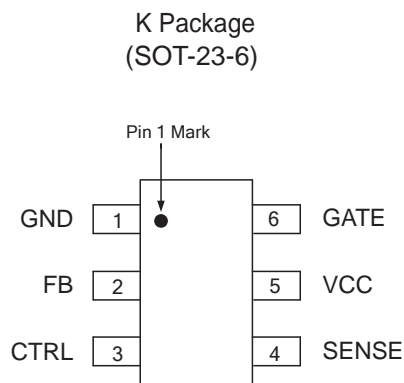 K Package
(SOT-23-6)
Pin 1 Mark
GND 1 6 GATE
FB 2 5 VCC
CTRL 3 4 SENSE